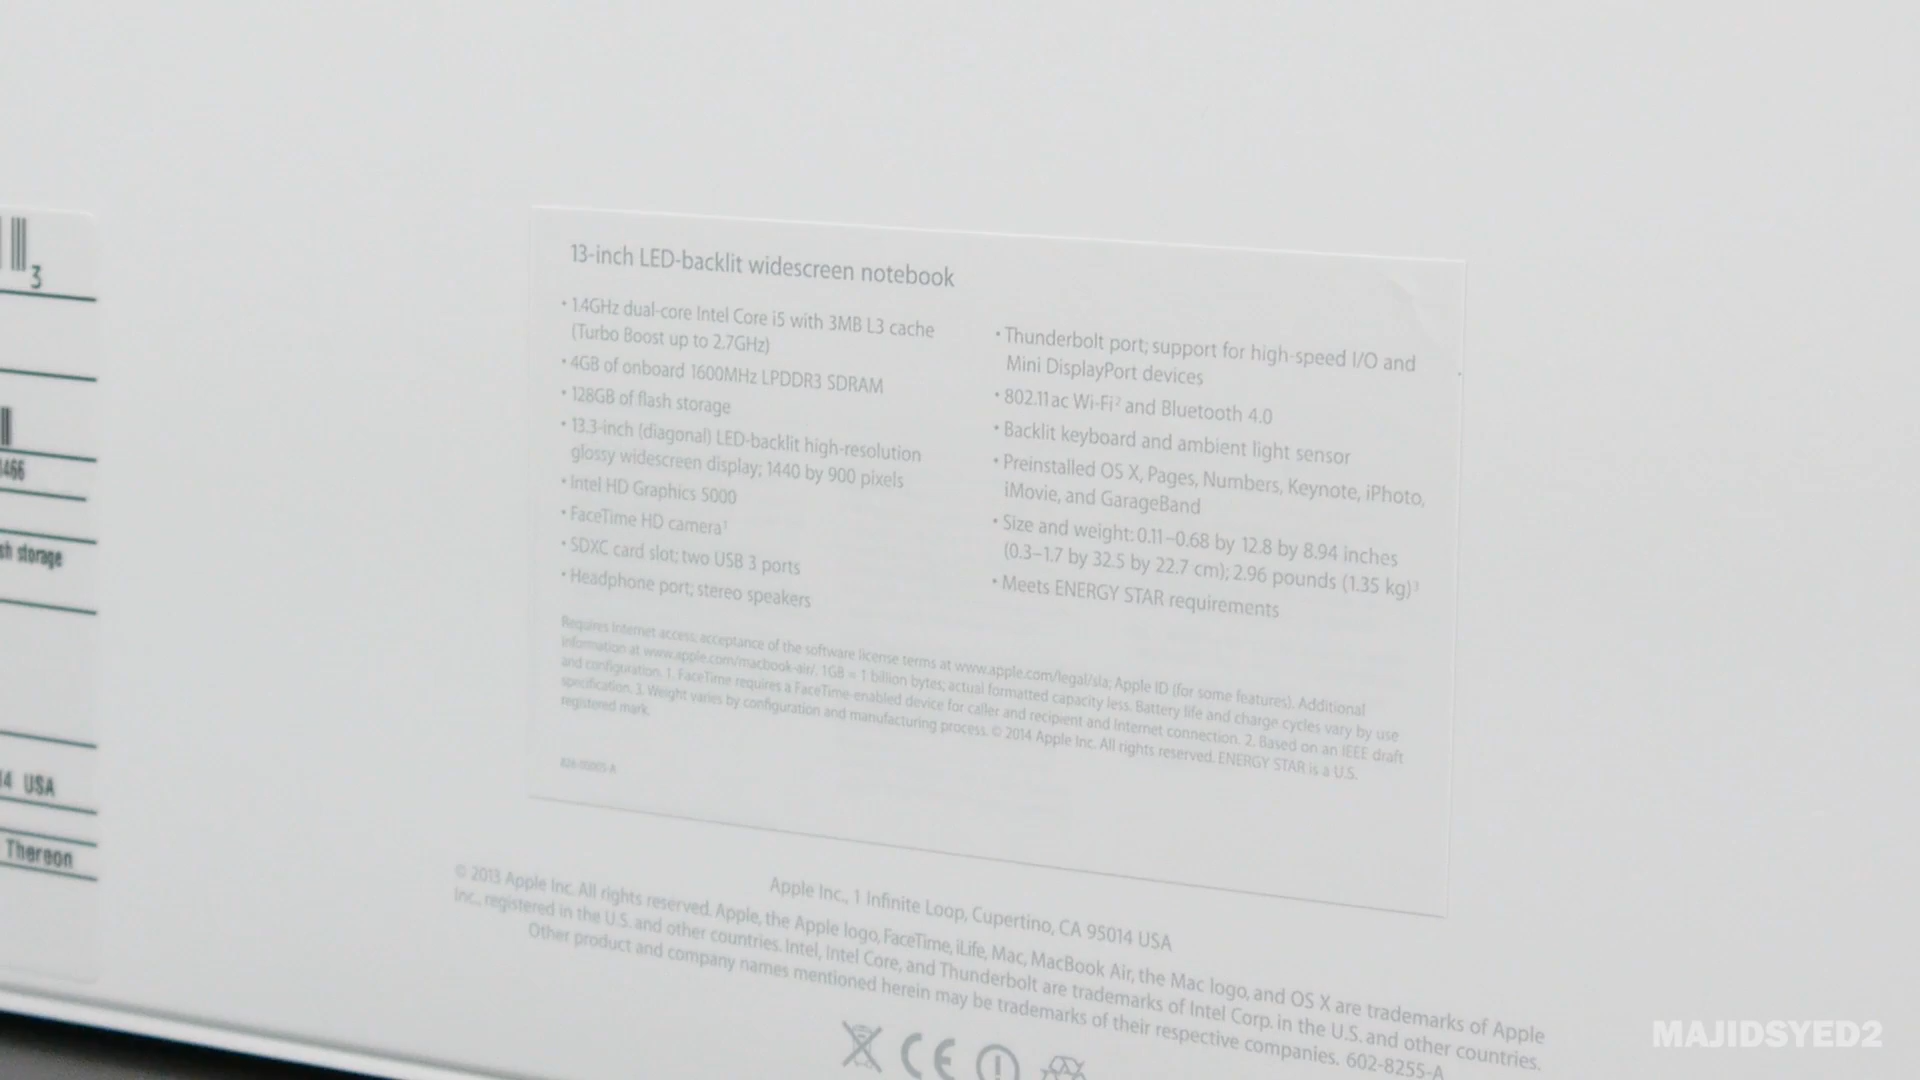 3
466
sh storage
14 USA
Thereon
13-inch LED-backlit widescreen notebook
• 1.4GHz dual-core Intel Core i5 with 3MB L3 cache
(Turbo Boost up to 2.7GHz)
• 4GB of onboard 1600MHz LPDDR3 SDRAM
• 128GB of flash storage
• 13.3-inch (diagonal) LED-backlit high-resolution
glossy widescreen display; 1440 by 900 pixels
• Intel HD Graphics 5000
• FaceTime HD camera¹
• SDXC card slot; two USB 3 ports
• Headphone port; stereo speakers
• Thunderbolt port; support for high-speed I/O and
Mini DisplayPort devices
• 802.11ac Wi-Fi² and Bluetooth 4.0
• Backlit keyboard and ambient light sensor
• Preinstalled OS X, Pages, Numbers, Keynote, iPhoto,
iMovie, and GarageBand
• Size and weight: 0.11–0.68 by 12.8 by 8.94 inches
(0.3–1.7 by 32.5 by 22.7 cm); 2.96 pounds (1.35 kg)³
• Meets ENERGY STAR requirements
Requires Internet access; acceptance of the software license terms at www.apple.com/legal/sla; Apple ID (for some features). Additional
information at www.apple.com/macbook-air/. 1GB = 1 billion bytes; actual formatted capacity less. Battery life and charge cycles vary by use
and configuration. 1. FaceTime requires a FaceTime-enabled device for caller and recipient and Internet connection. 2. Based on an IEEE draft
specification. 3. Weight varies by configuration and manufacturing process. © 2014 Apple Inc. All rights reserved. ENERGY STAR is a U.S.
registered mark.
Apple Inc., 1 Infinite Loop, Cupertino, CA 95014 USA
© 2013 Apple Inc. All rights reserved. Apple, the Apple logo, FaceTime, iLife, Mac, MacBook Air, the Mac logo, and OS X are trademarks of Apple
Inc., registered in the U.S. and other countries. Intel, Intel Core, and Thunderbolt are trademarks of Intel Corp. in the U.S. and other countries.
Other product and company names mentioned herein may be trademarks of their respective companies. 602-8255-A
CE
MAJIDSYED2